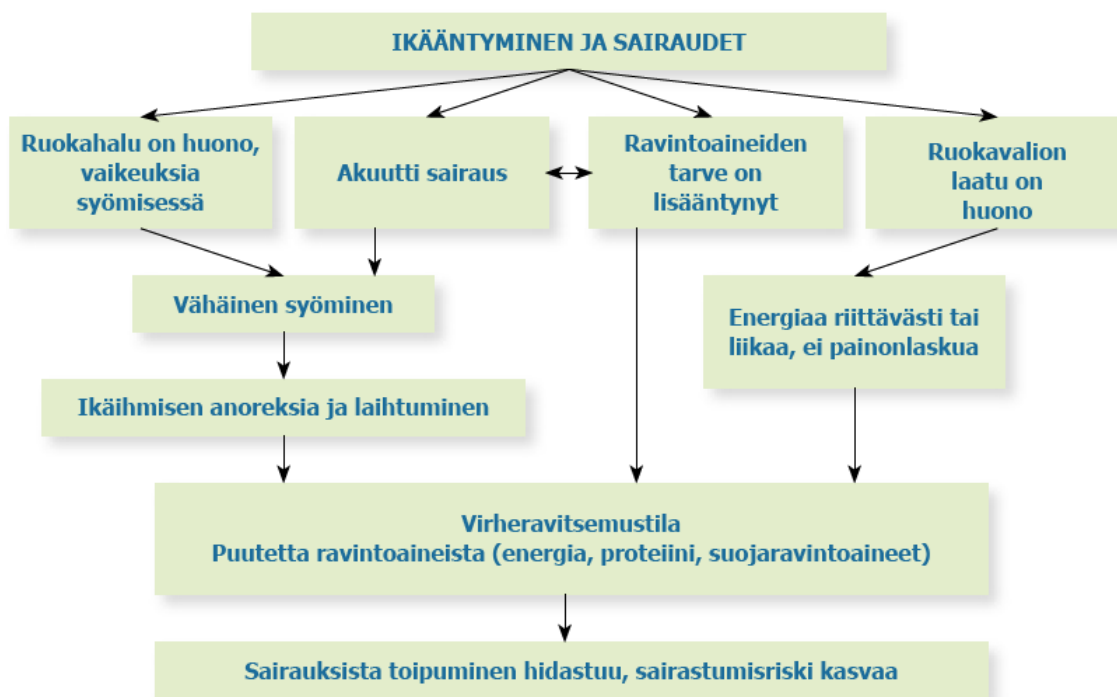 IKÄÄNTYMINEN JA SAIRAUDET
Ruokahalu on huono,
vaikeuksia
syömisessä
Akuutti sairaus
Ravintoaineiden
tarve on
lisääntynyt
Ruokavalion
laatu on
huono
Vähäinen syöminen
Energiaa riittävästi tai
liikaa, ei painonlaskua
Ikäihmisen anoreksia ja laihtuminen
Virheravitsemustila
Puutetta ravintoaineista (energia, proteiini, suojaravintoaineet)
Sairauksista toipuminen hidastuu, sairastumisriski kasvaa